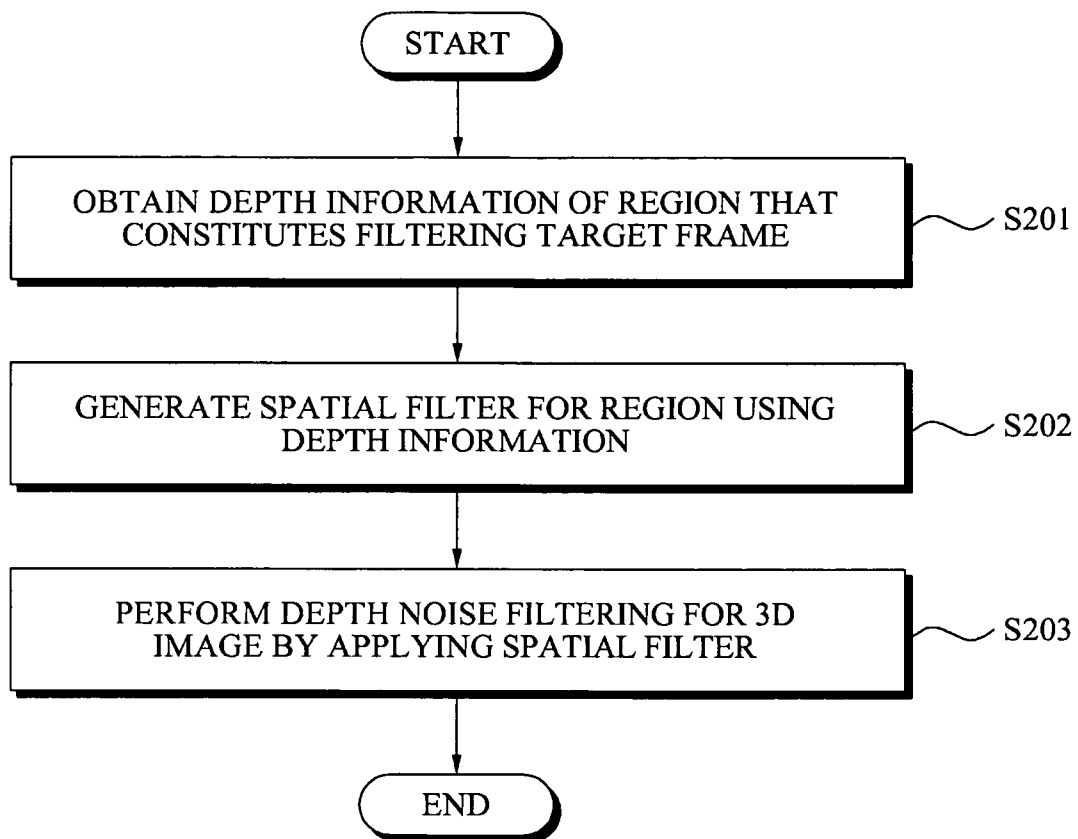 START
OBTAIN DEPTH INFORMATION OF REGION THAT
CONSTITUTES FILTERING TARGET FRAME
S201
GENERATE SPATIAL FILTER FOR REGION USING
DEPTH INFORMATION
S202
PERFORM DEPTH NOISE FILTERING FOR 3D
IMAGE BY APPLYING SPATIAL FILTER
S203
END